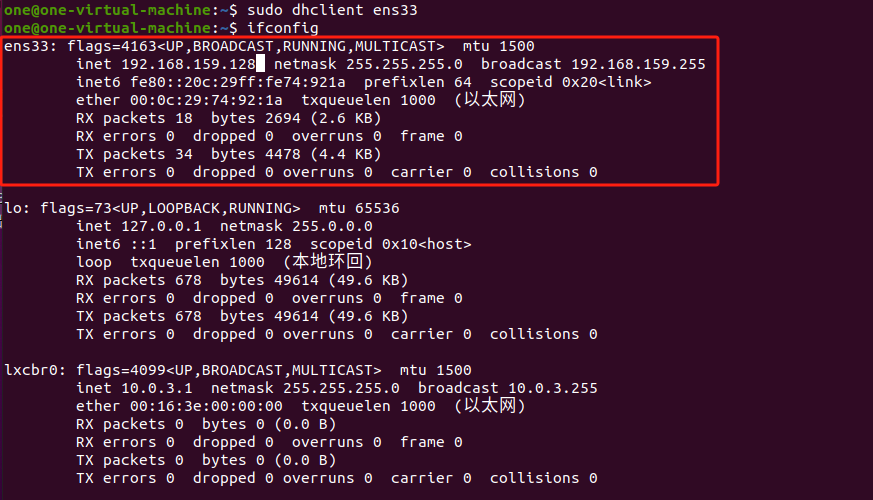 one@one-virtual-machine:~$ sudo dhclient ens33
one@one-virtual-machine:~$ ifconfig
ens33: flags=4163<UP,BROADCAST,RUNNING,MULTICAST>  mtu 1500
        inet 192.168.159.128  netmask 255.255.255.0  broadcast 192.168.159.255
        inet6 fe80::20c:29ff:fe74:921a  prefixlen 64  scopeid 0x20<link>
        ether 00:0c:29:74:92:1a  txqueuelen 1000  (以太网)
        RX packets 18  bytes 2694 (2.6 KB)
        RX errors 0  dropped 0  overruns 0  frame 0
        TX packets 34  bytes 4478 (4.4 KB)
        TX errors 0  dropped 0 overruns 0  carrier 0  collisions 0

lo: flags=73<UP,LOOPBACK,RUNNING>  mtu 65536
        inet 127.0.0.1  netmask 255.0.0.0
        inet6 ::1  prefixlen 128  scopeid 0x10<host>
        loop  txqueuelen 1000  (本地环回)
        RX packets 678  bytes 49614 (49.6 KB)
        RX errors 0  dropped 0  overruns 0  frame 0
        TX packets 678  bytes 49614 (49.6 KB)
        TX errors 0  dropped 0 overruns 0  carrier 0  collisions 0

lxcbr0: flags=4099<UP,BROADCAST,MULTICAST>  mtu 1500
        inet 10.0.3.1  netmask 255.255.255.0  broadcast 10.0.3.255
        ether 00:16:3e:00:00:00  txqueuelen 1000  (以太网)
        RX packets 0  bytes 0 (0.0 B)
        RX errors 0  dropped 0  overruns 0  frame 0
        TX packets 0  bytes 0 (0.0 B)
        TX errors 0  dropped 0 overruns 0  carrier 0  collisions 0